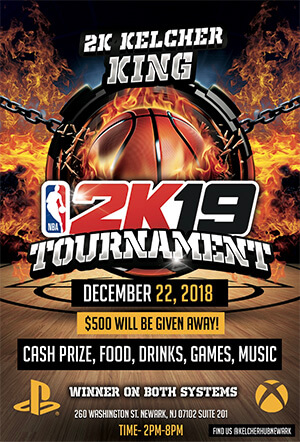 2K KELCHER
KING
NBA
2K19
TOURNAMENT
DECEMBER 22, 2018
$500 WILL BE GIVEN AWAY!
CASH PRIZE, FOOD, DRINKS, GAMES, MUSIC
WINNER ON BOTH SYSTEMS
260 WASHINGTON ST. NEWARK, NJ 07102 SUITE 201
TIME- 2PM-8PM
FIND US @KELCHERHUBNEWARK